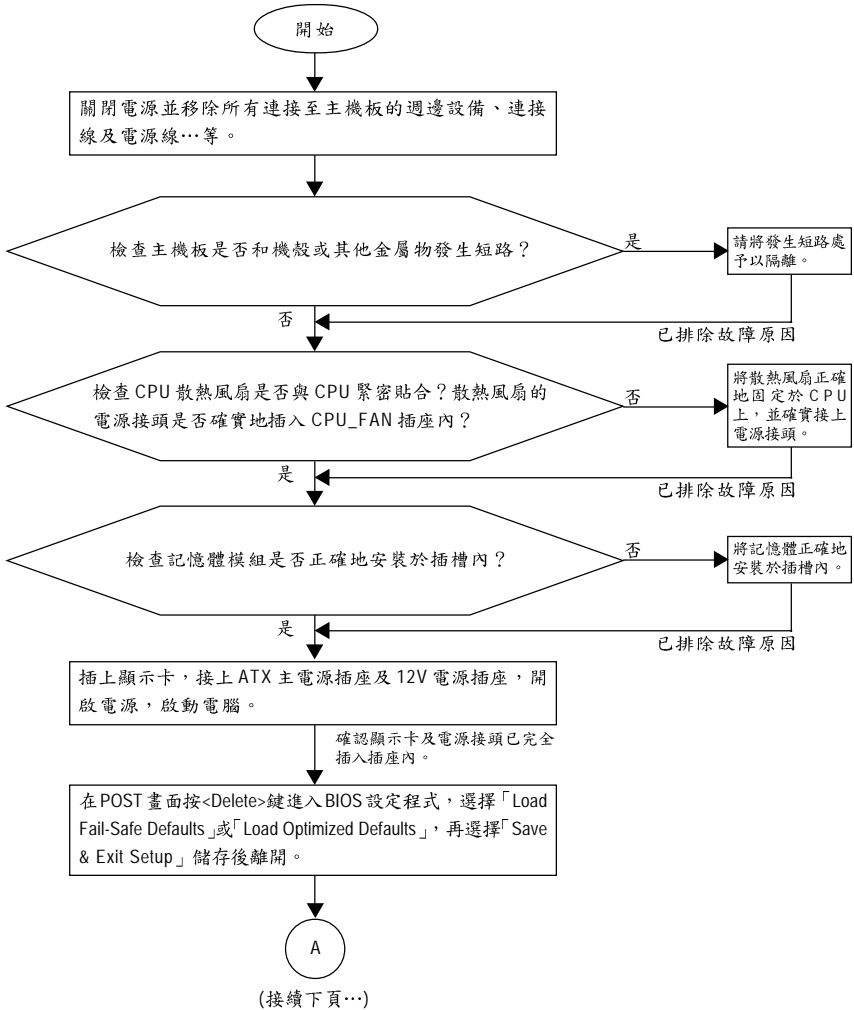 開始
關閉電源並移除所有連接至主機板的週邊設備、連接
線及電源線…等。
檢查主機板是否和機殼或其他金屬物發生短路？
是
請將發生短路處
予以隔離。
否
已排除故障原因
檢查 CPU 散熱風扇是否與 CPU 緊密貼合？散熱風扇的
電源接頭是否確實地插入 CPU_FAN 插座內？
否
將散熱風扇正確
地固定於 CPU
上，並確實接上
電源接頭。
是
已排除故障原因
檢查記憶體模組是否正確地安裝於插槽內？
否
將記憶體正確地
安裝於插槽內。
是
已排除故障原因
插上顯示卡，接上 ATX 主電源插座及 12V 電源插座，開
啟電源，啟動電腦。
確認顯示卡及電源接頭已完全
插入插座內。
在 POST 畫面按<Delete>鍵進入 BIOS 設定程式，選擇「Load
Fail-Safe Defaults」或「Load Optimized Defaults」，再選擇「Save
& Exit Setup」儲存後離開。
A
(接續下頁…)